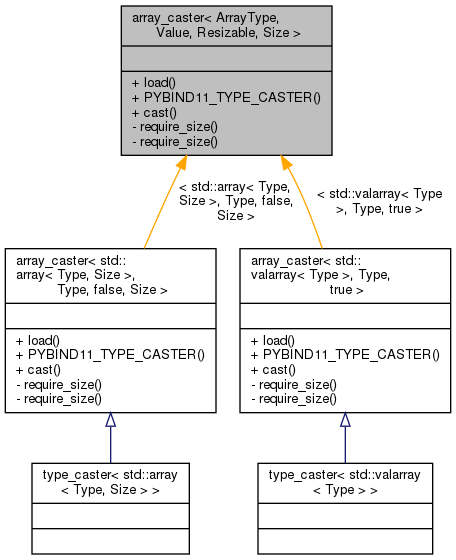 array_caster< ArrayType,
Value, Resizable, Size >
+ load()
+ PYBIND11_TYPE_CASTER()
+ cast()
- require_size()
- require_size()
< std::array< Type,
Size >, Type, false,
Size >
< std::valarray< Type
>, Type, true >
array_caster< std::
array< Type, Size >,
Type, false, Size >
+ load()
+ PYBIND11_TYPE_CASTER()
+ cast()
- require_size()
- require_size()
array_caster< std::
valarray< Type >, Type,
true >
+ load()
+ PYBIND11_TYPE_CASTER()
+ cast()
- require_size()
- require_size()
type_caster< std::array
< Type, Size > >
type_caster< std::valarray
< Type > >